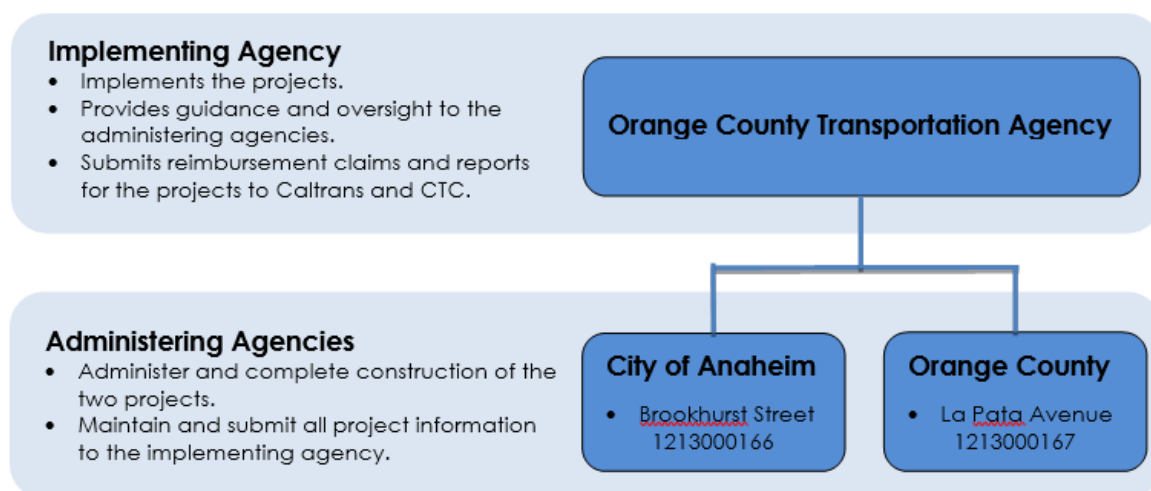 Implementing Agency
• Implements the projects.
• Provides guidance and oversight to the
administering agencies.
• Submits reimbursement claims and reports
for the projects to Caltrans and CTC.
Orange County Transportation Agency
Administering Agencies
• Administer and complete construction of the
two projects.
• Maintain and submit all project information
to the implementing agency.
City of Anaheim
• Brookhurst Street
1213000166
Orange County
• La Pata Avenue
1213000167